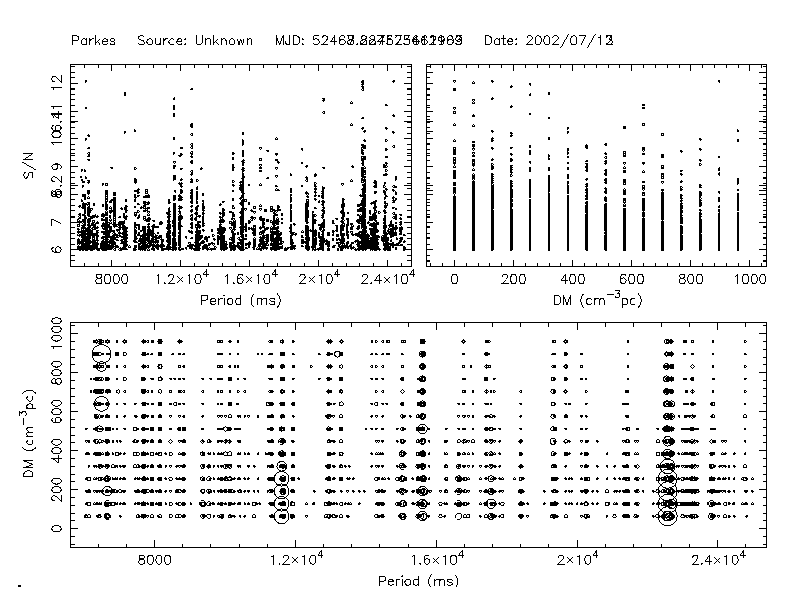 Parkes Source: Unknown MJD: Date: 2002/07/
S/N
12
9
7
6
8000 1.2×10⁴ 1.6×10⁴ 2×10⁴ 2.4×10⁴
Period (ms)
0 200 400 600 800 1000
DM (cm⁻³pc)
DM (cm⁻³pc)
1000
800
600
400
200
0
8000 1.2×10⁴ 1.6×10⁴ 2×10⁴ 2.4×10⁴
Period (ms)